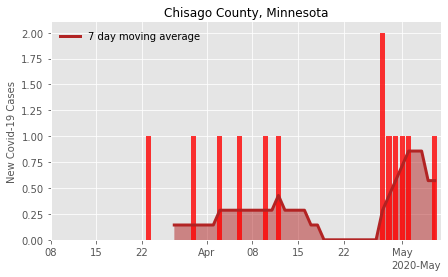 Chisago County, Minnesota
7 day moving average
New Covid-19 Cases
2.00
1.75
1.50
1.25
1.00
0.75
0.50
0.25
0.00
08 15 22 Apr 08 15 22 May
2020-May